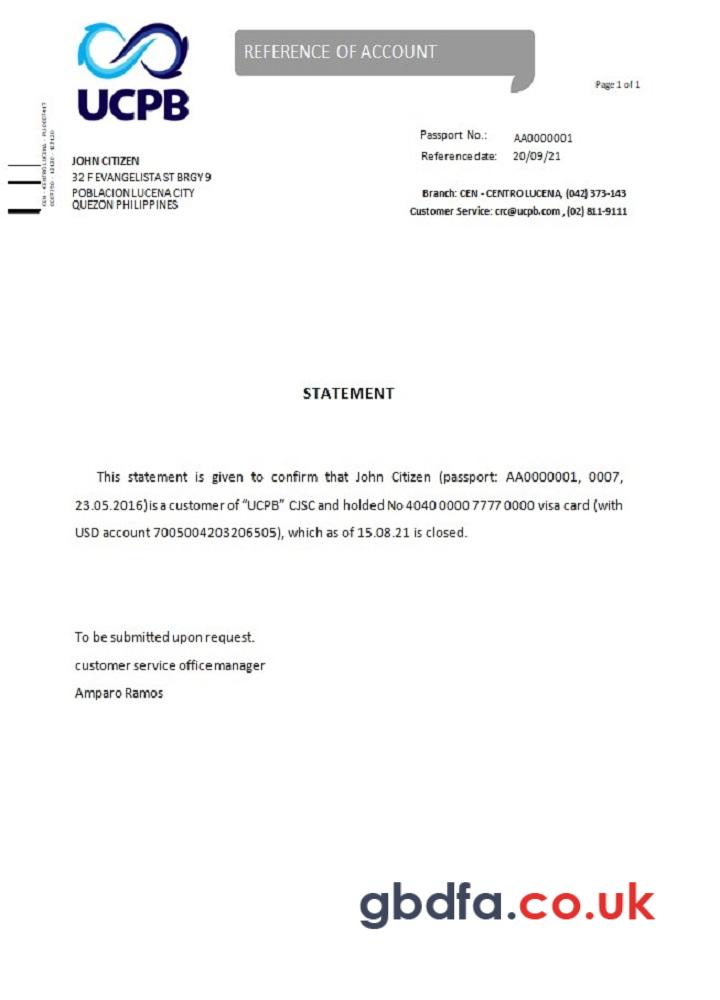 UCPB
REFERENCE OF ACCOUNT
Page 1 of 1
Passport No.: AA0000001
Reference date: 20/09/21
JOHN CITIZEN
32 F EVANGELISTA ST BRGY 9
POBLACION LUCENA CITY
QUEZON PHILIPPINES
Branch: CEN - CENTRO LUCENA, (042) 373-143
Customer Service: crc@ucpb.com , (02) 811-9111
STATEMENT
This statement is given to confirm that John Citizen (passport: AA0000001, 0007,
23.05.2016) is a customer of “UCPB” CJSC and holded No 4040 0000 7777 0000 visa card (with
USD account 7005004203206505), which as of 15.08.21 is closed.
To be submitted upon request.
customer service office manager
Amparo Ramos
gbdfa.co.uk